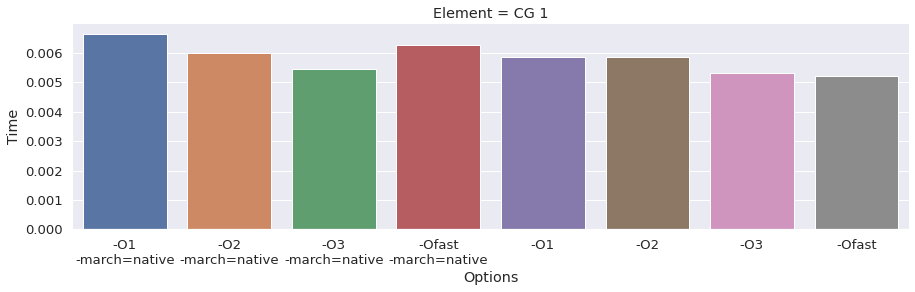 Element = CG 1
Time
0.006
0.005
0.004
0.003
0.002
0.001
0.000
-O1
-march=native
-O2
-march=native
-O3
-march=native
-Ofast
-march=native
-O1
-O2
-O3
-Ofast
Options